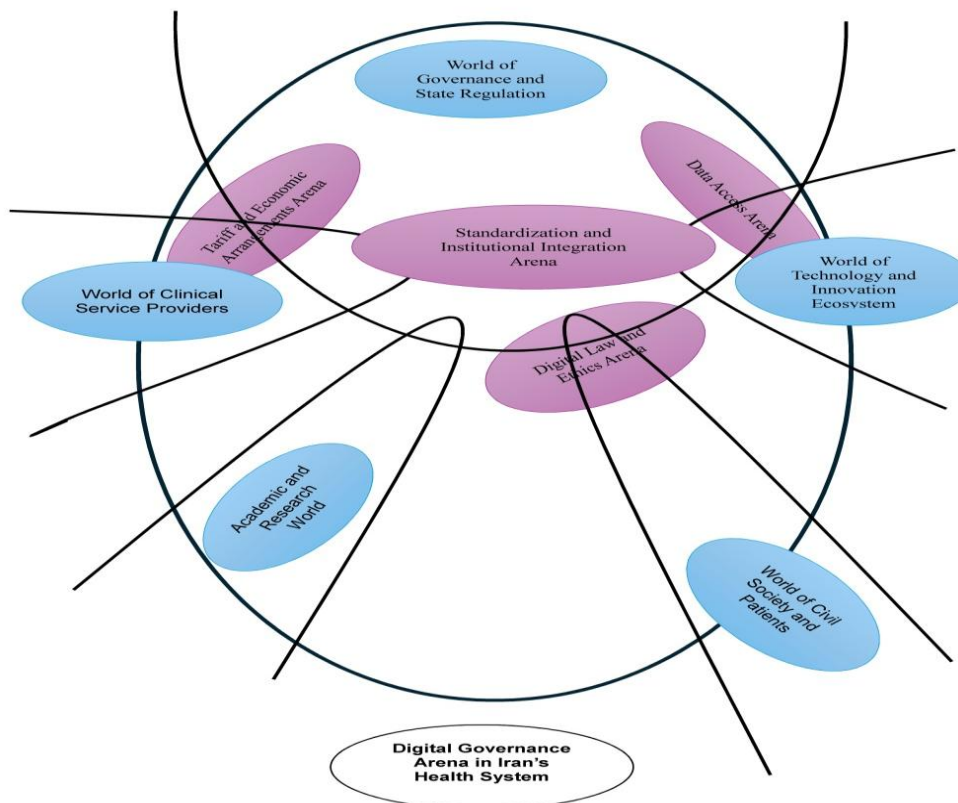 World of
Governance and
State Regulation
Tariff and Economic
Arrangements Arena
Data Access Arena
Standardization and
Institutional Integration
Arena
World of Clinical
Service Providers
World of
Technology and
Innovation
Ecosystem
Digital Law and
Ethics Arena
Academic and
Research
World
World of Civil
Society and
Patients
Digital Governance
Arena in Iran's
Health System